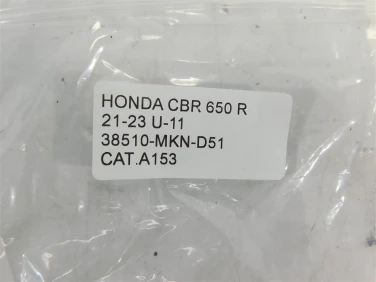 HONDA CBR 650 R
21-23 U-11
38510-MKN-D51
CAT.A153